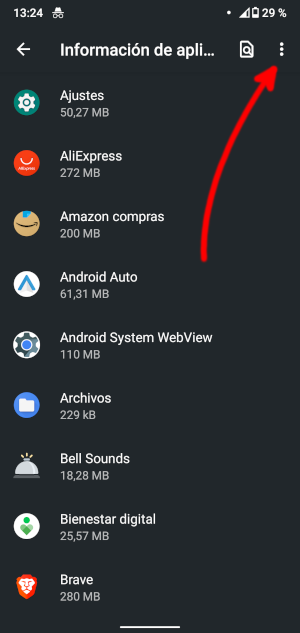 13:24 29 %
Información de apli...
Ajustes
50,27 MB
AliExpress
AliExpress
272 MB
Amazon compras
200 MB
Android Auto
61,31 MB
Android System WebView
110 MB
Archivos
229 kB
Bell Sounds
18,28 MB
Bienestar digital
25,57 MB
Brave
280 MB